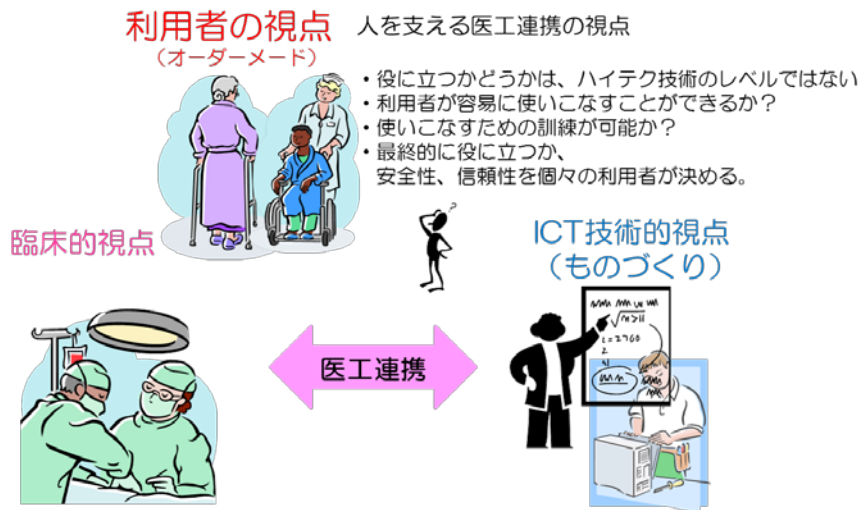 利用者の視点
(オーダーメード)
人を支える医工連携の視点
・役に立つかどうかは、ハイテク技術のレベルではない
・利用者が容易に使いこなすことができるか?
・使いこなすための訓練が可能か?
・最終的に役に立つか、
安全性、信頼性を個々の利用者が決める。
臨床的視点
?
ICT技術的視点
(ものづくり)
医工連携